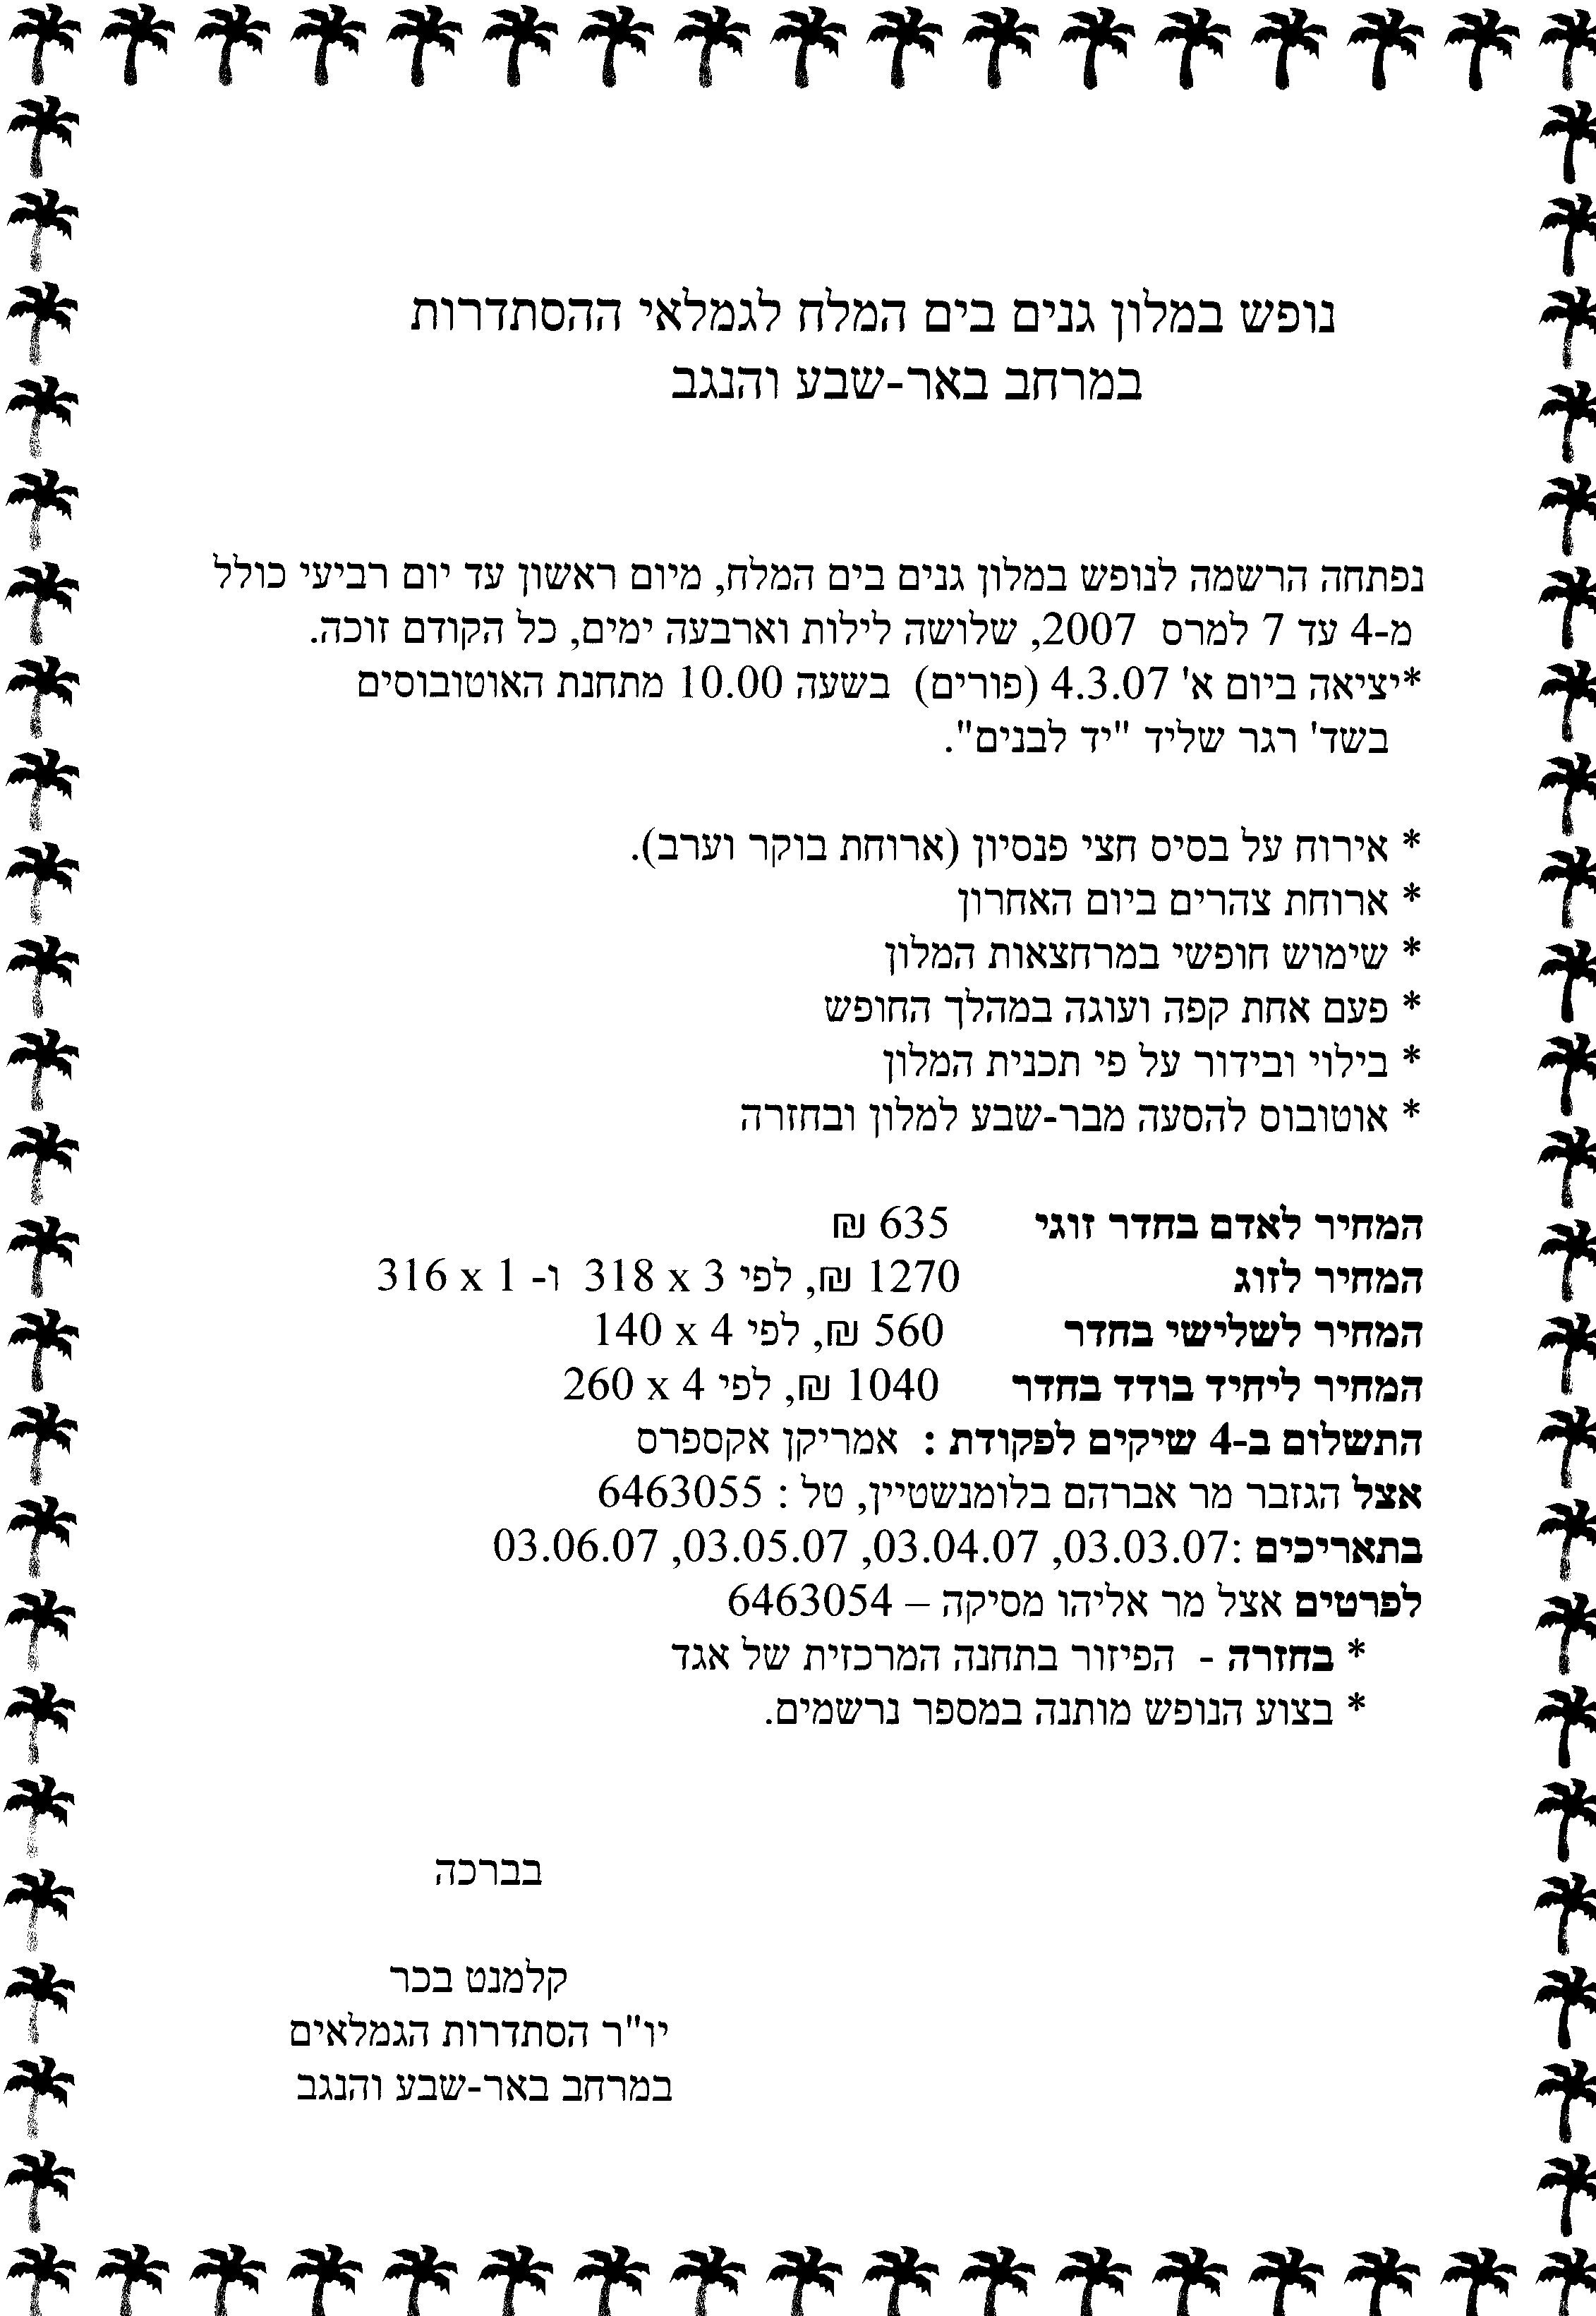 נופש במלון גנים בים המלח לגמלאי ההסתדרות
במרחב באר-שבע והנגב
נפתחה הרשמה לנופש במלון גנים בים המלח, מיום ראשון עד יום רביעי כולל
מ-4 עד 7 למרס 2007, שלושה לילות וארבעה ימים, כל הקודם זוכה.
*יציאה ביום א' 4.3.07 (פורים) בשעה 10.00 מתחנת האוטובוסים
בשד' רגר שליד "יד לבנים".
* אירוח על בסיס חצי פנסיון (ארוחת בוקר וערב).
* ארוחת צהרים ביום האחרון
* שימוש חופשי במרחצאות המלון
* פעם אחת קפה ועוגה במהלך החופש
* בילוי ובידור על פי תכנית המלון
* אוטובוס להסעה מבר-שבע למלון ובחזרה
המחיר לאדם בחדר זוגי 635 ₪
המחיר לזוג 1270 ₪, לפי 3 x 318 ו- 1 x 316
המחיר לשלישי בחדר 560 ₪, לפי 4 x 140
המחיר ליחיד בודד בחדר 1040 ₪, לפי 4 x 260
התשלום ב-4 שיקים לפקודת : אמריקן אקספרס
אצל הגזבר מר אברהם בלומנשטיין, טל : 6463055
בתאריכים :03.03.07, 03.04.07, 03.05.07, 03.06.07
לפרטים אצל מר אליהו מסיקה – 6463054
* בחזרה - הפיזור בתחנה המרכזית של אגד
* בצוע הנופש מותנה במספר נרשמים.
בברכה
קלמנט בכר
יו"ר הסתדרות הגמלאים
במרחב באר-שבע והנגב